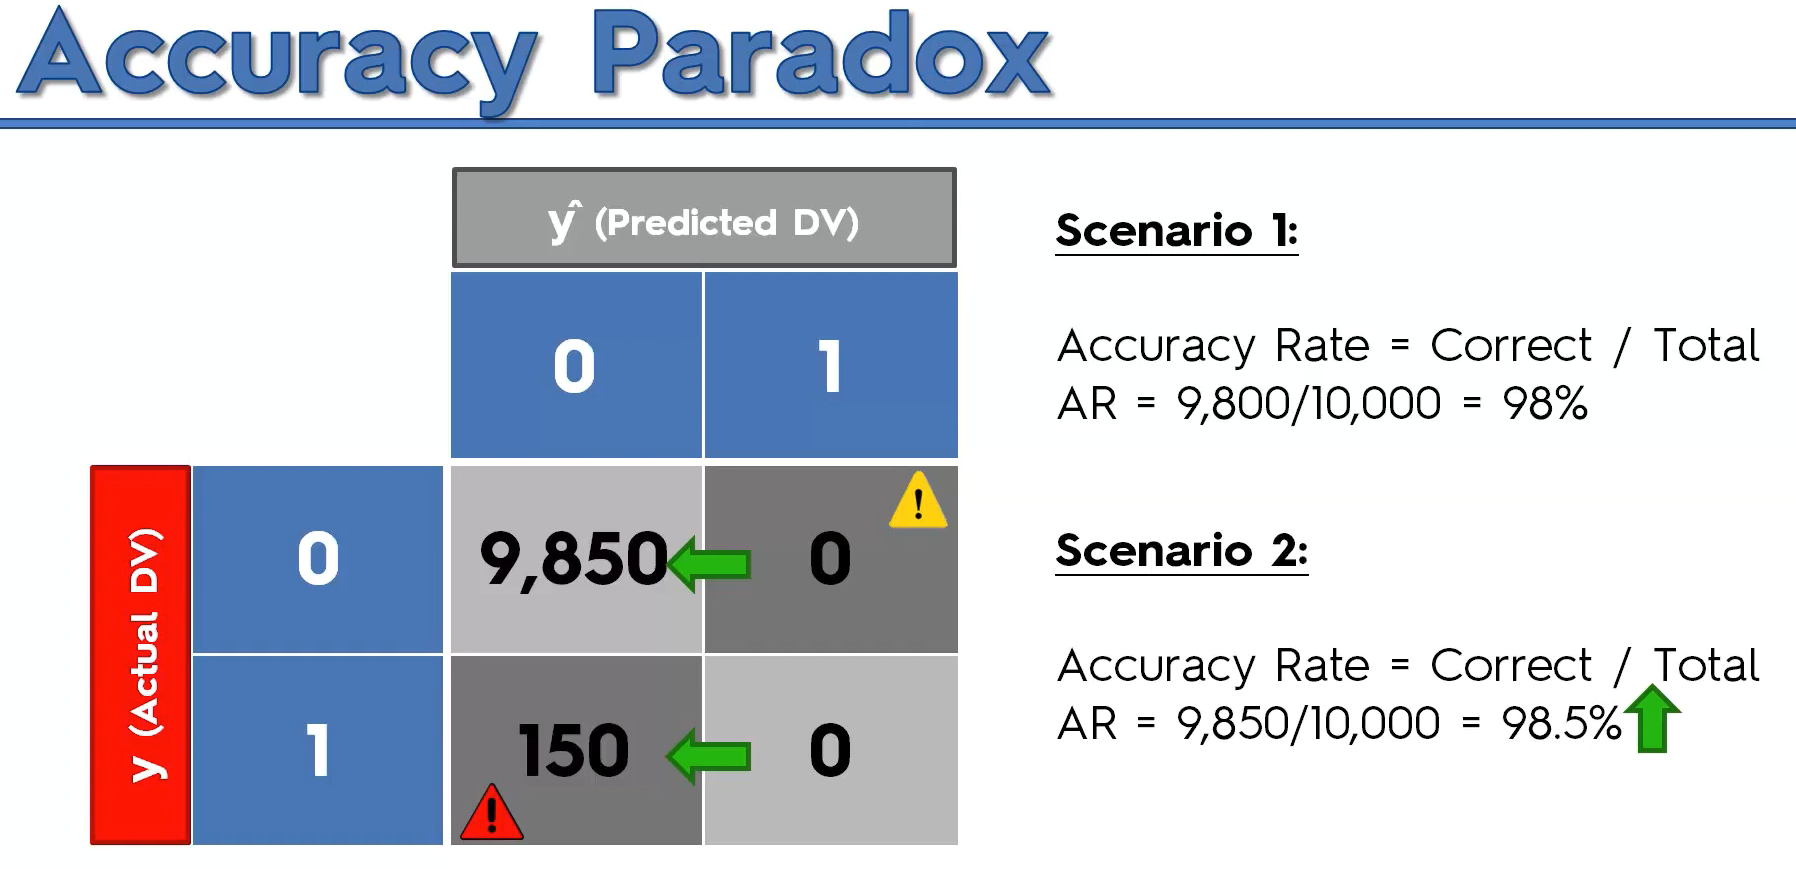 Accuracy Paradox
ŷ (Predicted DV)
0 1
y (Actual DV)
0 9,850 0
1 150 0
Scenario 1:
Accuracy Rate = Correct / Total
AR = 9,800/10,000 = 98%
Scenario 2:
Accuracy Rate = Correct / Total
AR = 9,850/10,000 = 98.5%